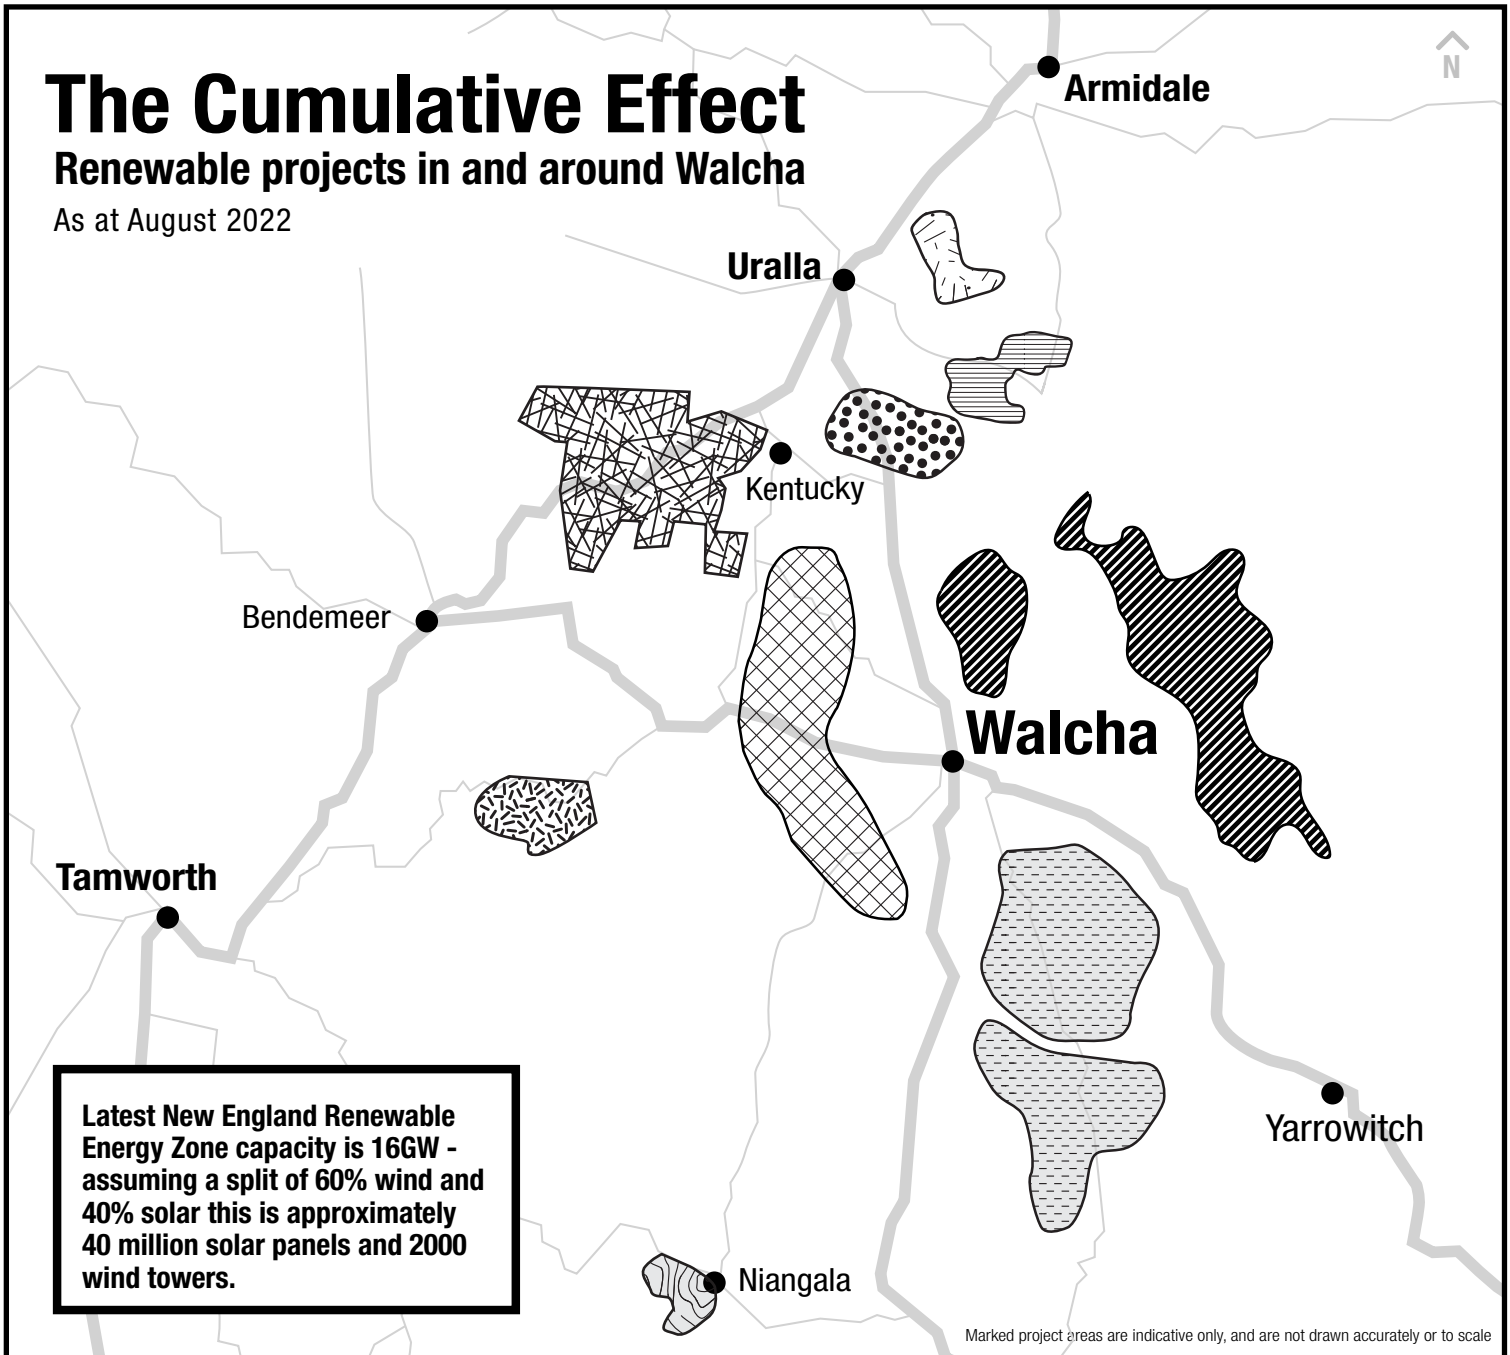 The Cumulative Effect
Renewable projects in and around Walcha
As at August 2022
N
Armidale
Uralla
Kentucky
Bendemeer
Walcha
Tamworth
Yarrowitch
Niangala
Latest New England Renewable
Energy Zone capacity is 16GW -
assuming a split of 60% wind and
40% solar this is approximately
40 million solar panels and 2000
wind towers.
Marked project areas are indicative only, and are not drawn accurately or to scale